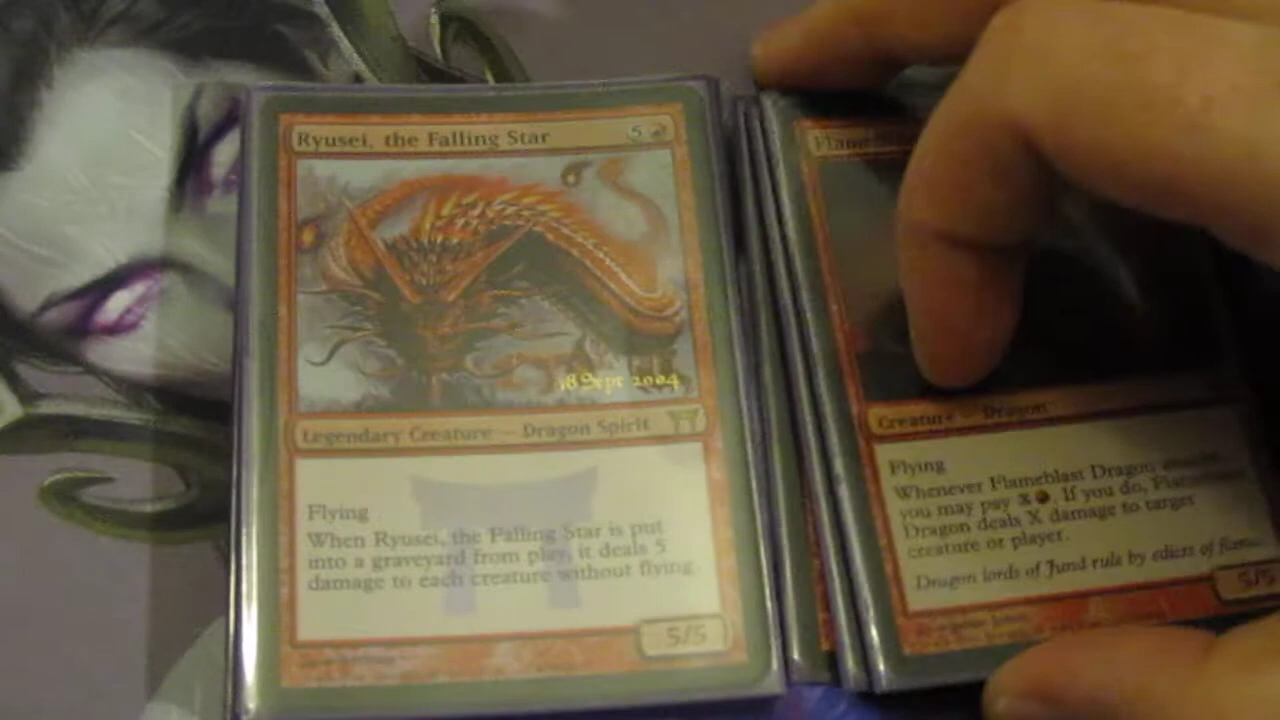 Ryusei, the Falling Star 5
18 Sept 2004
Legendary Creature — Dragon Spirit
Flying
When Ryusei, the Falling Star is put
into a graveyard from play, it deals 5
damage to each creature without flying.
5/5
Creature — Dragon
Flying
Whenever Flameblast Dragon
you may pay X . If you do,
Dragon deals X damage to target
creature or player.
Dragon lords of Jund rule by edicts of
5/5